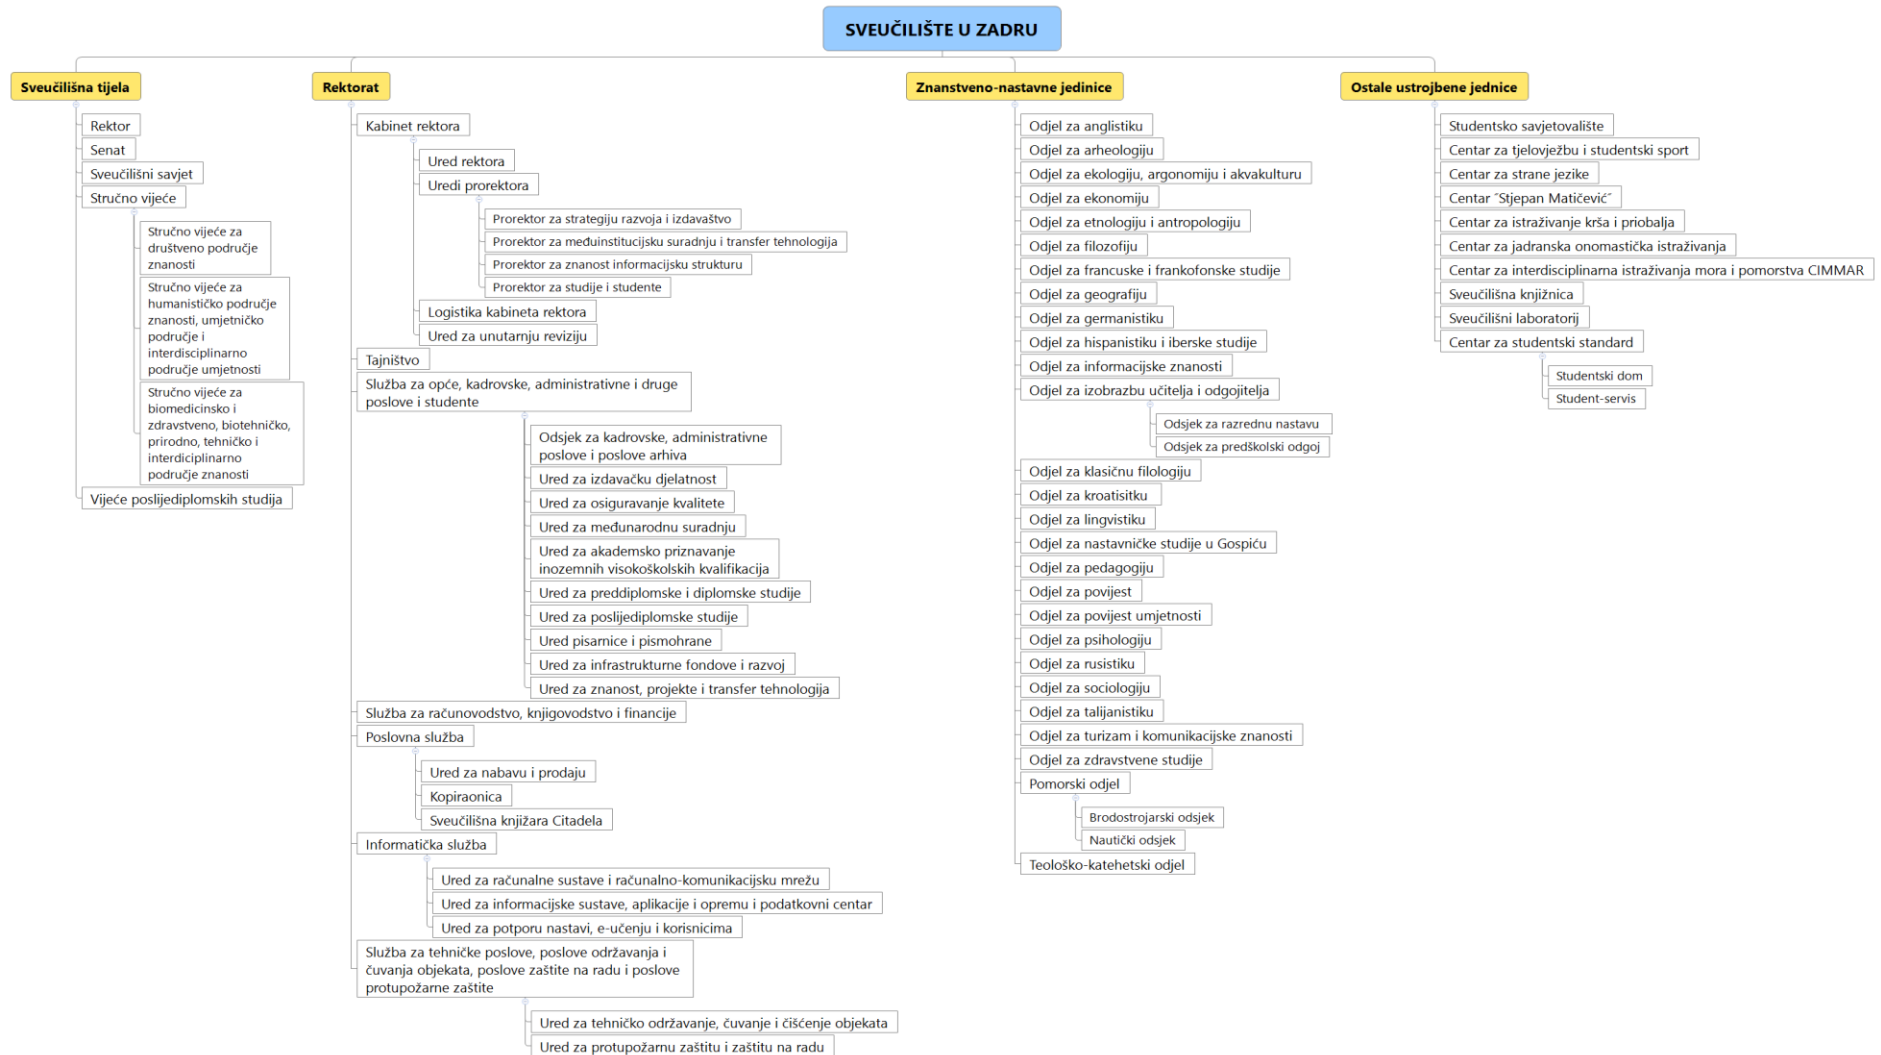 SVEUČILIŠTE U ZADRU
Sveučilišna tijela
Rektor
Senat
Sveučilišni savjet
Stručno vijeće
Stručno vijeće za
društveno područje
znanosti
Stručno vijeće za
humanističko područje
znanosti, umjetničko
područje i
interdisciplinarno
područje umjetnosti
Stručno vijeće za
biomedicinsko i
zdravstveno, biotehničko,
prirodno, tehničko i
interdiciplinarno
područje znanosti
Vijeće poslijediplomskih studija
Rektorat
Kabinet rektora
Ured rektora
Uredi prorektora
Prorektor za strategiju razvoja i izdavaštvo
Prorektor za međuinstitucijsku suradnju i transfer tehnologija
Prorektor za znanost informacijsku strukturu
Prorektor za studije i studente
Logistika kabineta rektora
Ured za unutarnju reviziju
Tajništvo
Služba za opće, kadrovske, administrativne i druge
poslove i studente
Odsjek za kadrovske, administrativne
poslove i poslove arhiva
Ured za izdavačku djelatnost
Ured za osiguravanje kvalitete
Ured za međunarodnu suradnju
Ured za akademsko priznavanje
inozemnih visokoškolskih kvalifikacija
Ured za preddiplomske i diplomske studije
Ured za poslijediplomske studije
Ured pisarnice i pismohrane
Ured za infrastrukturne fondove i razvoj
Ured za znanost, projekte i transfer tehnologija
Služba za računovodstvo, knjigovodstvo i financije
Poslovna služba
Ured za nabavu i prodaju
Kopiraonica
Sveučilišna knjižara Citadela
Informatička služba
Ured za računalne sustave i računalno-komunikacijsku mrežu
Ured za informacijske sustave, aplikacije i opremu i podatkovni centar
Ured za potporu nastavi, e-učenju i korisnicima
Služba za tehničke poslove, poslove održavanja i
čuvanja objekata, poslove zaštite na radu i poslove
protupožarne zaštite
Ured za tehničko održavanje, čuvanje i čišćenje objekata
Ured za protupožarnu zaštitu i zaštitu na radu
Znanstveno-nastavne jedinice
Odjel za anglistiku
Odjel za arheologiju
Odjel za ekologiju, argonomiju i akvakulturu
Odjel za ekonomiju
Odjel za etnologiju i antropologiju
Odjel za filozofiju
Odjel za francuske i frankofonske studije
Odjel za geografiju
Odjel za germanistiku
Odjel za hispanistiku i iberske studije
Odjel za informacijske znanosti
Odjel za izobrazbu učitelja i odgojitelja
Odsjek za razrednu nastavu
Odsjek za predškolski odgoj
Odjel za klasičnu filologiju
Odjel za kroatisitku
Odjel za lingvistiku
Odjel za nastavničke studije u Gospiću
Odjel za pedagogiju
Odjel za povijest
Odjel za povijest umjetnosti
Odjel za psihologiju
Odjel za rusistiku
Odjel za sociologiju
Odjel za talijanistiku
Odjel za turizam i komunikacijske znanosti
Odjel za zdravstvene studije
Pomorski odjel
Brodostrojarski odsjek
Nautički odsjek
Teološko-katehetski odjel
Ostale ustrojbene jednice
Studentsko savjetovalište
Centar za tjelovježbu i studentski sport
Centar za strane jezike
Centar ˝Stjepan Matičević˝
Centar za istraživanje krša i priobalja
Centar za jadranska onomastička istraživanja
Centar za interdisciplinarna istraživanja mora i pomorstva CIMMAR
Sveučilišna knjižnica
Sveučilišni laboratorij
Centar za studentski standard
Studentski dom
Student-servis